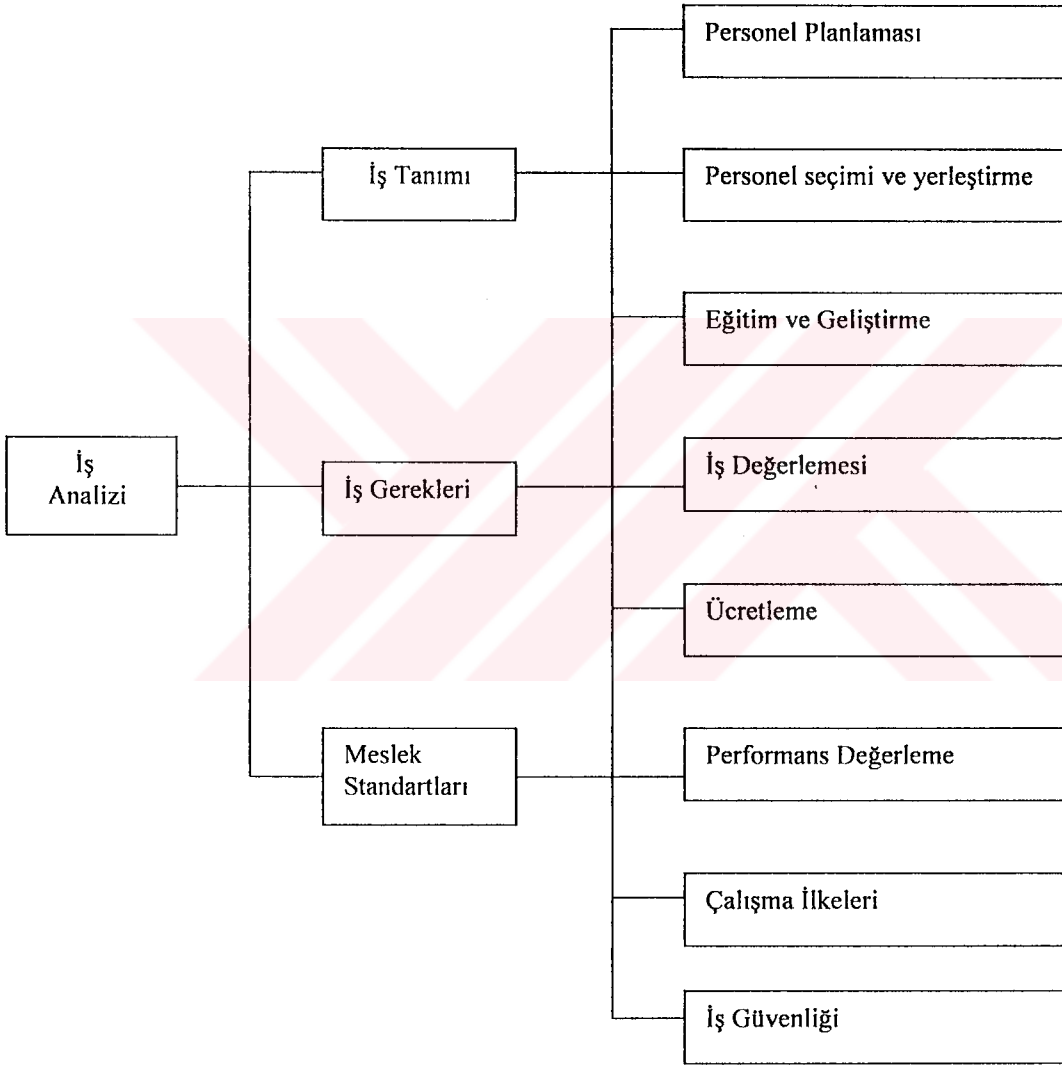 Personel Planlaması
İş Tanımı
Personel seçimi ve yerleştirme
Eğitim ve Geliştirme
İş
Analizi
İş Gerekleri
İş Değerlemesi
Ücretleme
Meslek
Standartları
Performans Değerleme
Çalışma İlkeleri
İş Güvenliği